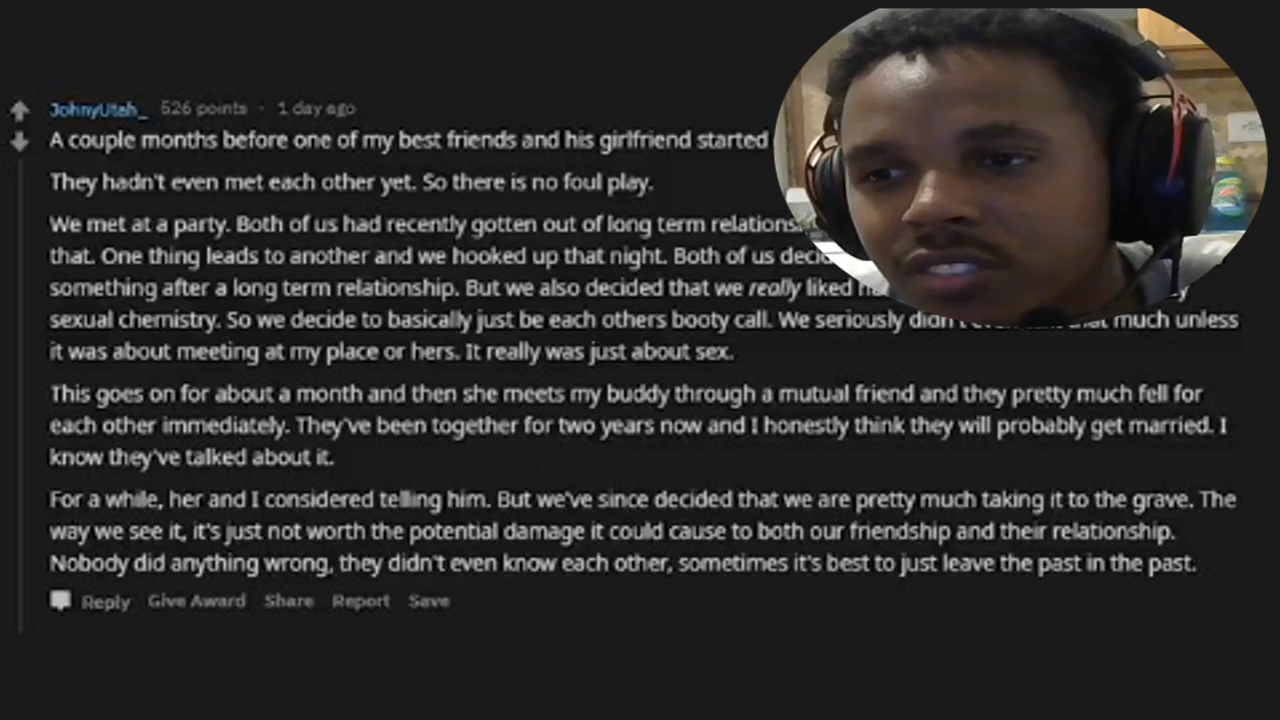 JohnyUtah_ 526 points · 1 day ago
A couple months before one of my best friends and his girlfriend started
They hadn't even met each other yet. So there is no foul play.
We met at a party. Both of us had recently gotten out of long term
that. One thing leads to another and we hooked up that night. Both of us
something after a long term relationship. But we also decided that we really liked
sexual chemistry. So we decide to basically just be each others booty call. We seriously much unless
it was about meeting at my place or hers. It really was just about sex.
This goes on for about a month and then she meets my buddy through a mutual friend and they pretty much fell for
each other immediately. They've been together for two years now and I honestly think they will probably get married. I
know they've talked about it.
For a while, her and I considered telling him. But we've since decided that we are pretty much taking it to the grave. The
way we see it, it's just not worth the potential damage it could cause to both our friendship and their relationship.
Nobody did anything wrong, they didn't even know each other, sometimes it's best to just leave the past in the past.
Reply Give Award Share Report Save